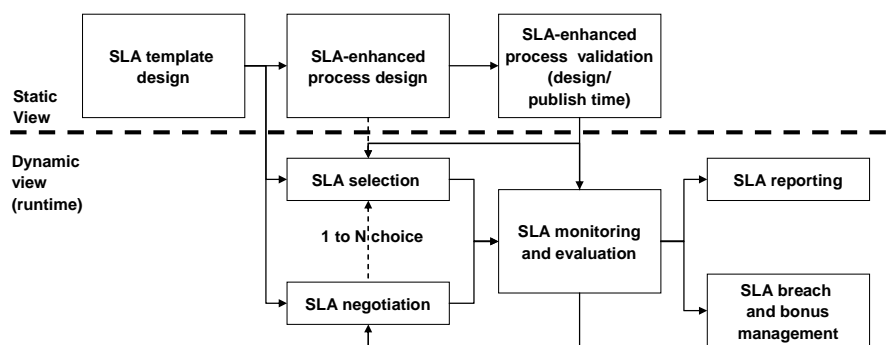 SLA template
design
SLA-enhanced
process design
SLA-enhanced
process validation
(design/
publish time)
Static
View
Dynamic
view
(runtime)
SLA selection
1 to N choice
SLA negotiation
SLA monitoring
and evaluation
SLA reporting
SLA breach
and bonus
management